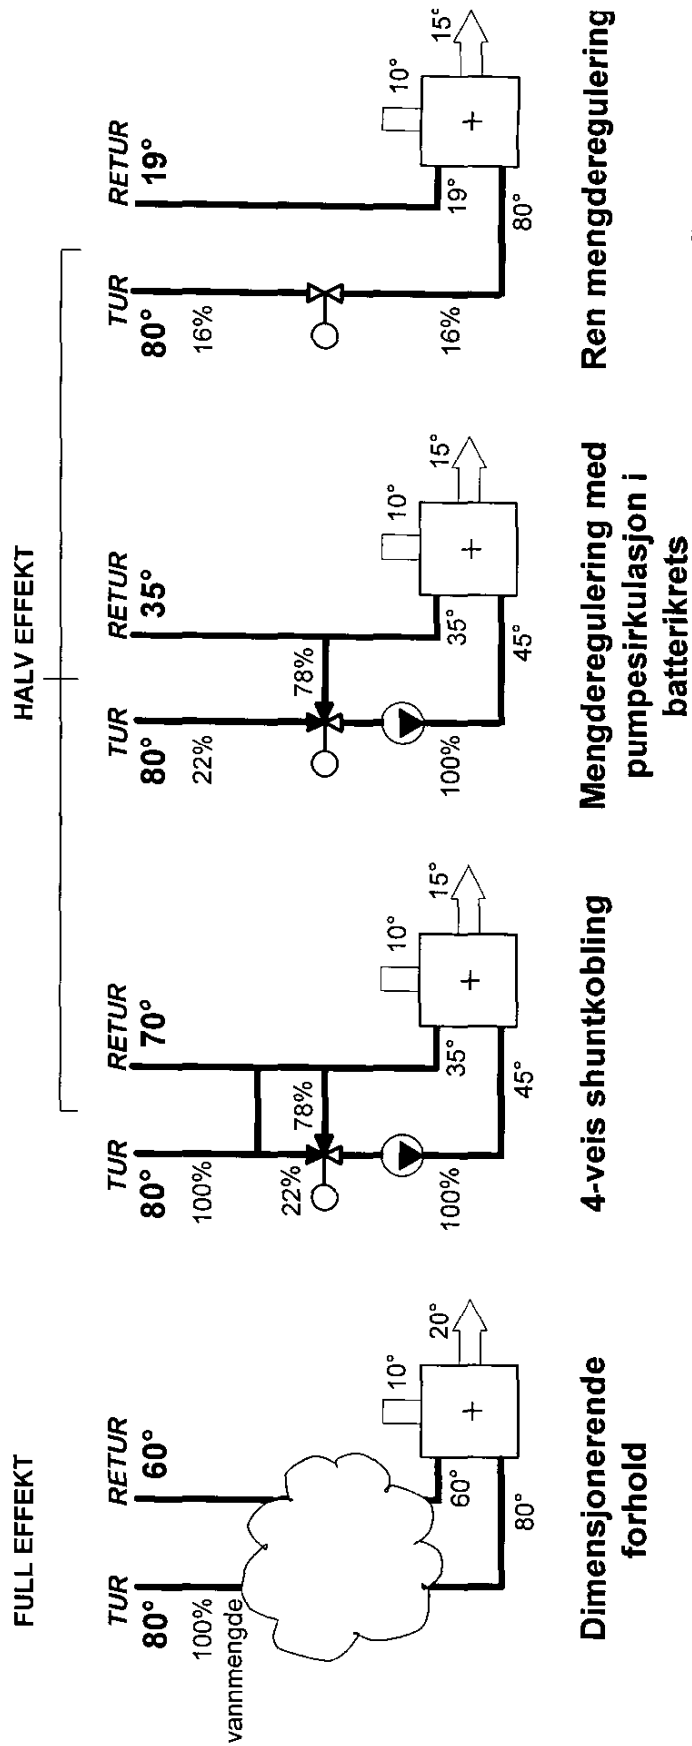 FULL EFFEKT
HALV EFFEKT
TUR
80°
100%
vannmengde
RETUR
60°
60°
80°
10°
20°
Dimensjonerende
forhold
TUR
80°
100%
22%
RETUR
70°
78%
100%
35°
45°
10°
15°
4-veis shuntkobling
TUR
80°
22%
RETUR
35°
78%
100%
35°
45°
10°
15°
Mengderegulering med
pumpesirkulasjon i
batterikrets
TUR
80°
16%
RETUR
19°
16%
19°
80°
10°
15°
Ren mengderegulering